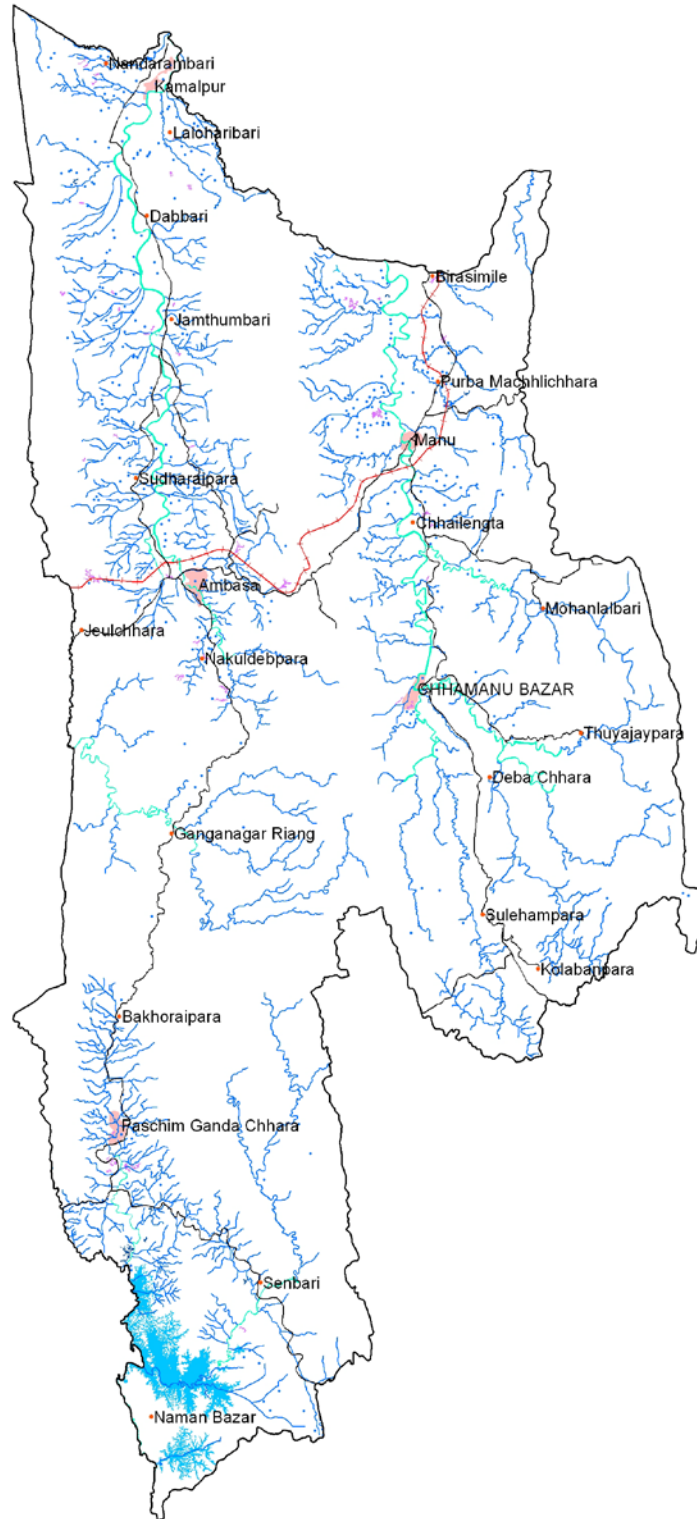 Nandarambari
Kamalpur
Laloharibari
Dabbari
Birasimile
Jamthumbari
Purba Machhlichhara
Manu
Sudharaipara
Chhailengta
Ambasa
Mohanlalbari
Jeulchhara
Nakuldebpara
CHHAMANU BAZAR
Thuyajaypara
Deba Chhara
Ganganagar Riang
Sulehampara
Kolabanpara
Bakhoraipara
Paschim Ganda Chhara
Senbari
Naman Bazar